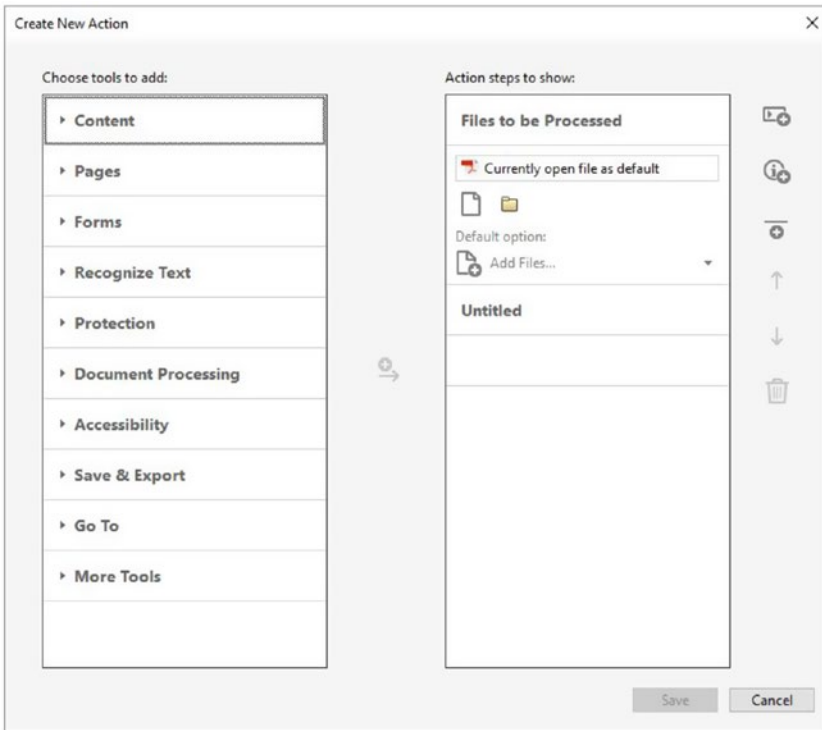 Create New Action
Choose tools to add:
Content
Pages
Forms
Recognize Text
Protection
Document Processing
Accessibility
Save & Export
Go To
More Tools
Action steps to show:
Files to be Processed
Currently open file as default
Default option:
Add Files...
Untitled
Save
Cancel